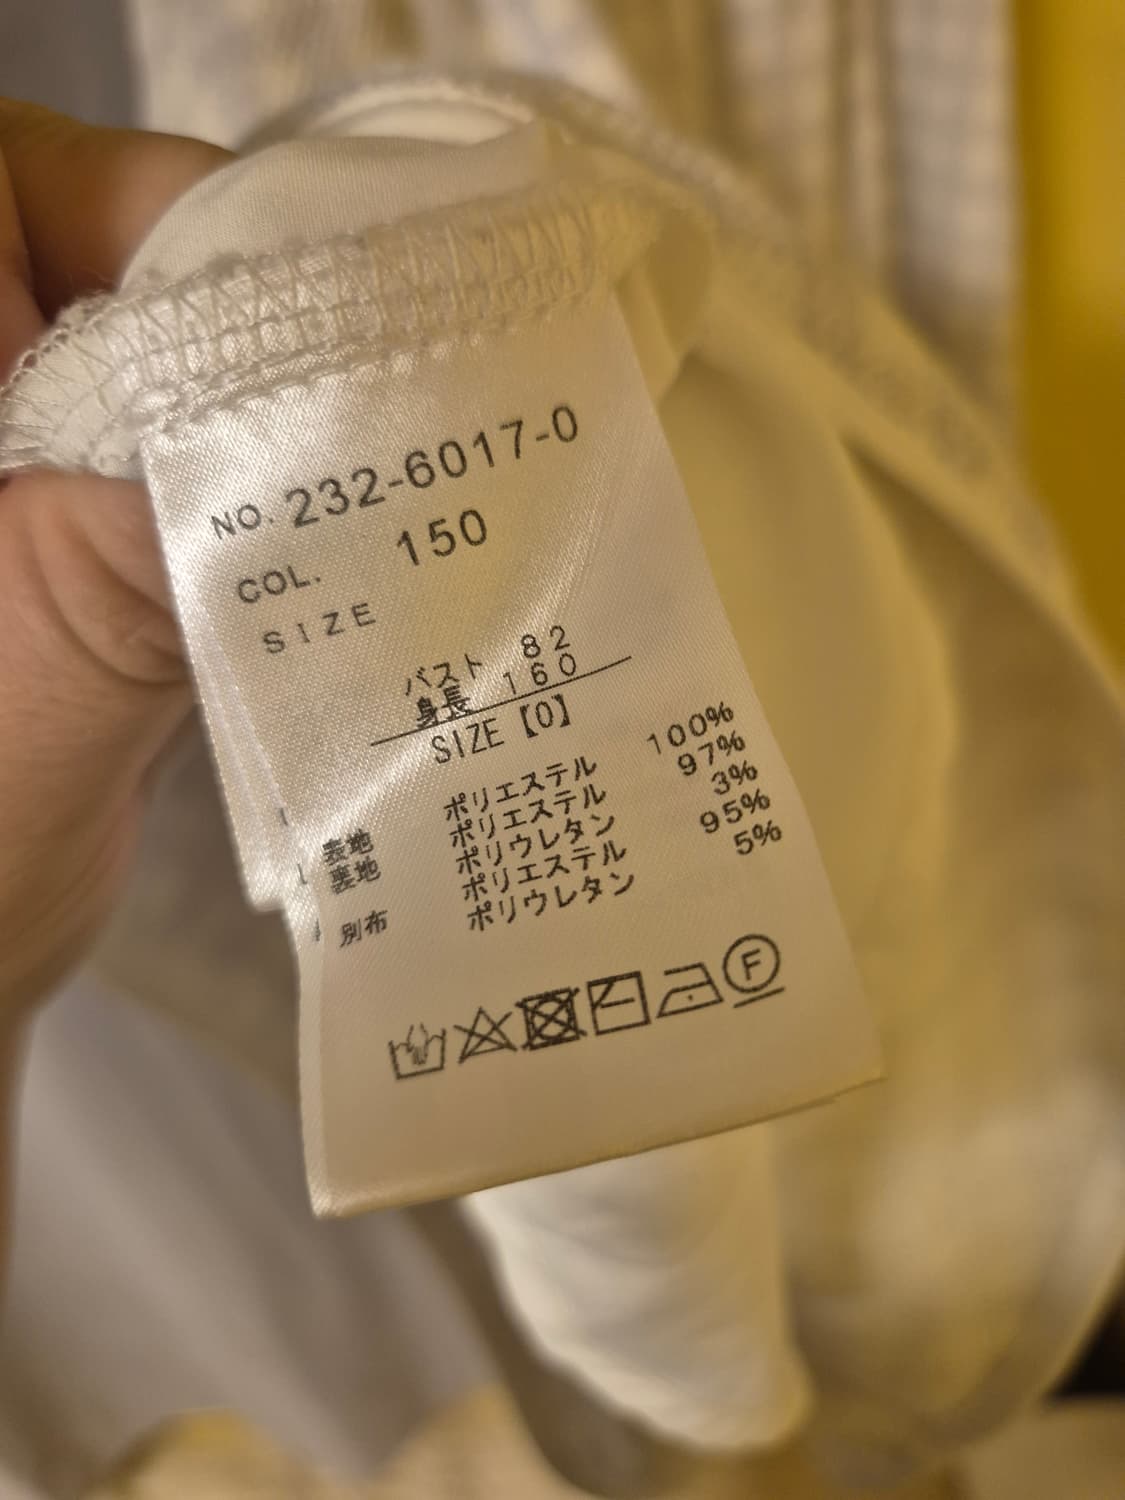 NO. 232-6017-0
COL. 150
SIZE
バスト 82
身長 160
SIZE【0】
表地 ポリエステル 100%
裏地 ポリエステル 97%
ポリウレタン 3%
別布 ポリエステル 95%
ポリウレタン 5%
F